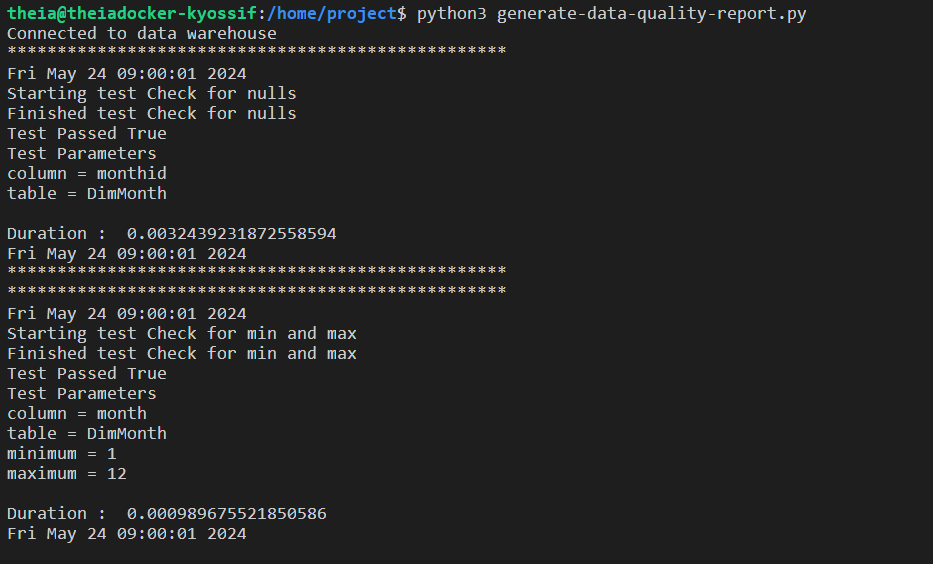 theia@theiadocker-kyossif:/home/project$ python3 generate-data-quality-report.py
Connected to data warehouse
**************************************************
Fri May 24 09:00:01 2024
Starting test Check for nulls
Finished test Check for nulls
Test Passed True
Test Parameters
column = monthid
table = DimMonth
Duration :  0.0032439231872558594
Fri May 24 09:00:01 2024
**************************************************
**************************************************
Fri May 24 09:00:01 2024
Starting test Check for min and max
Finished test Check for min and max
Test Passed True
Test Parameters
column = month
table = DimMonth
minimum = 1
maximum = 12
Duration :  0.000989675521850586
Fri May 24 09:00:01 2024